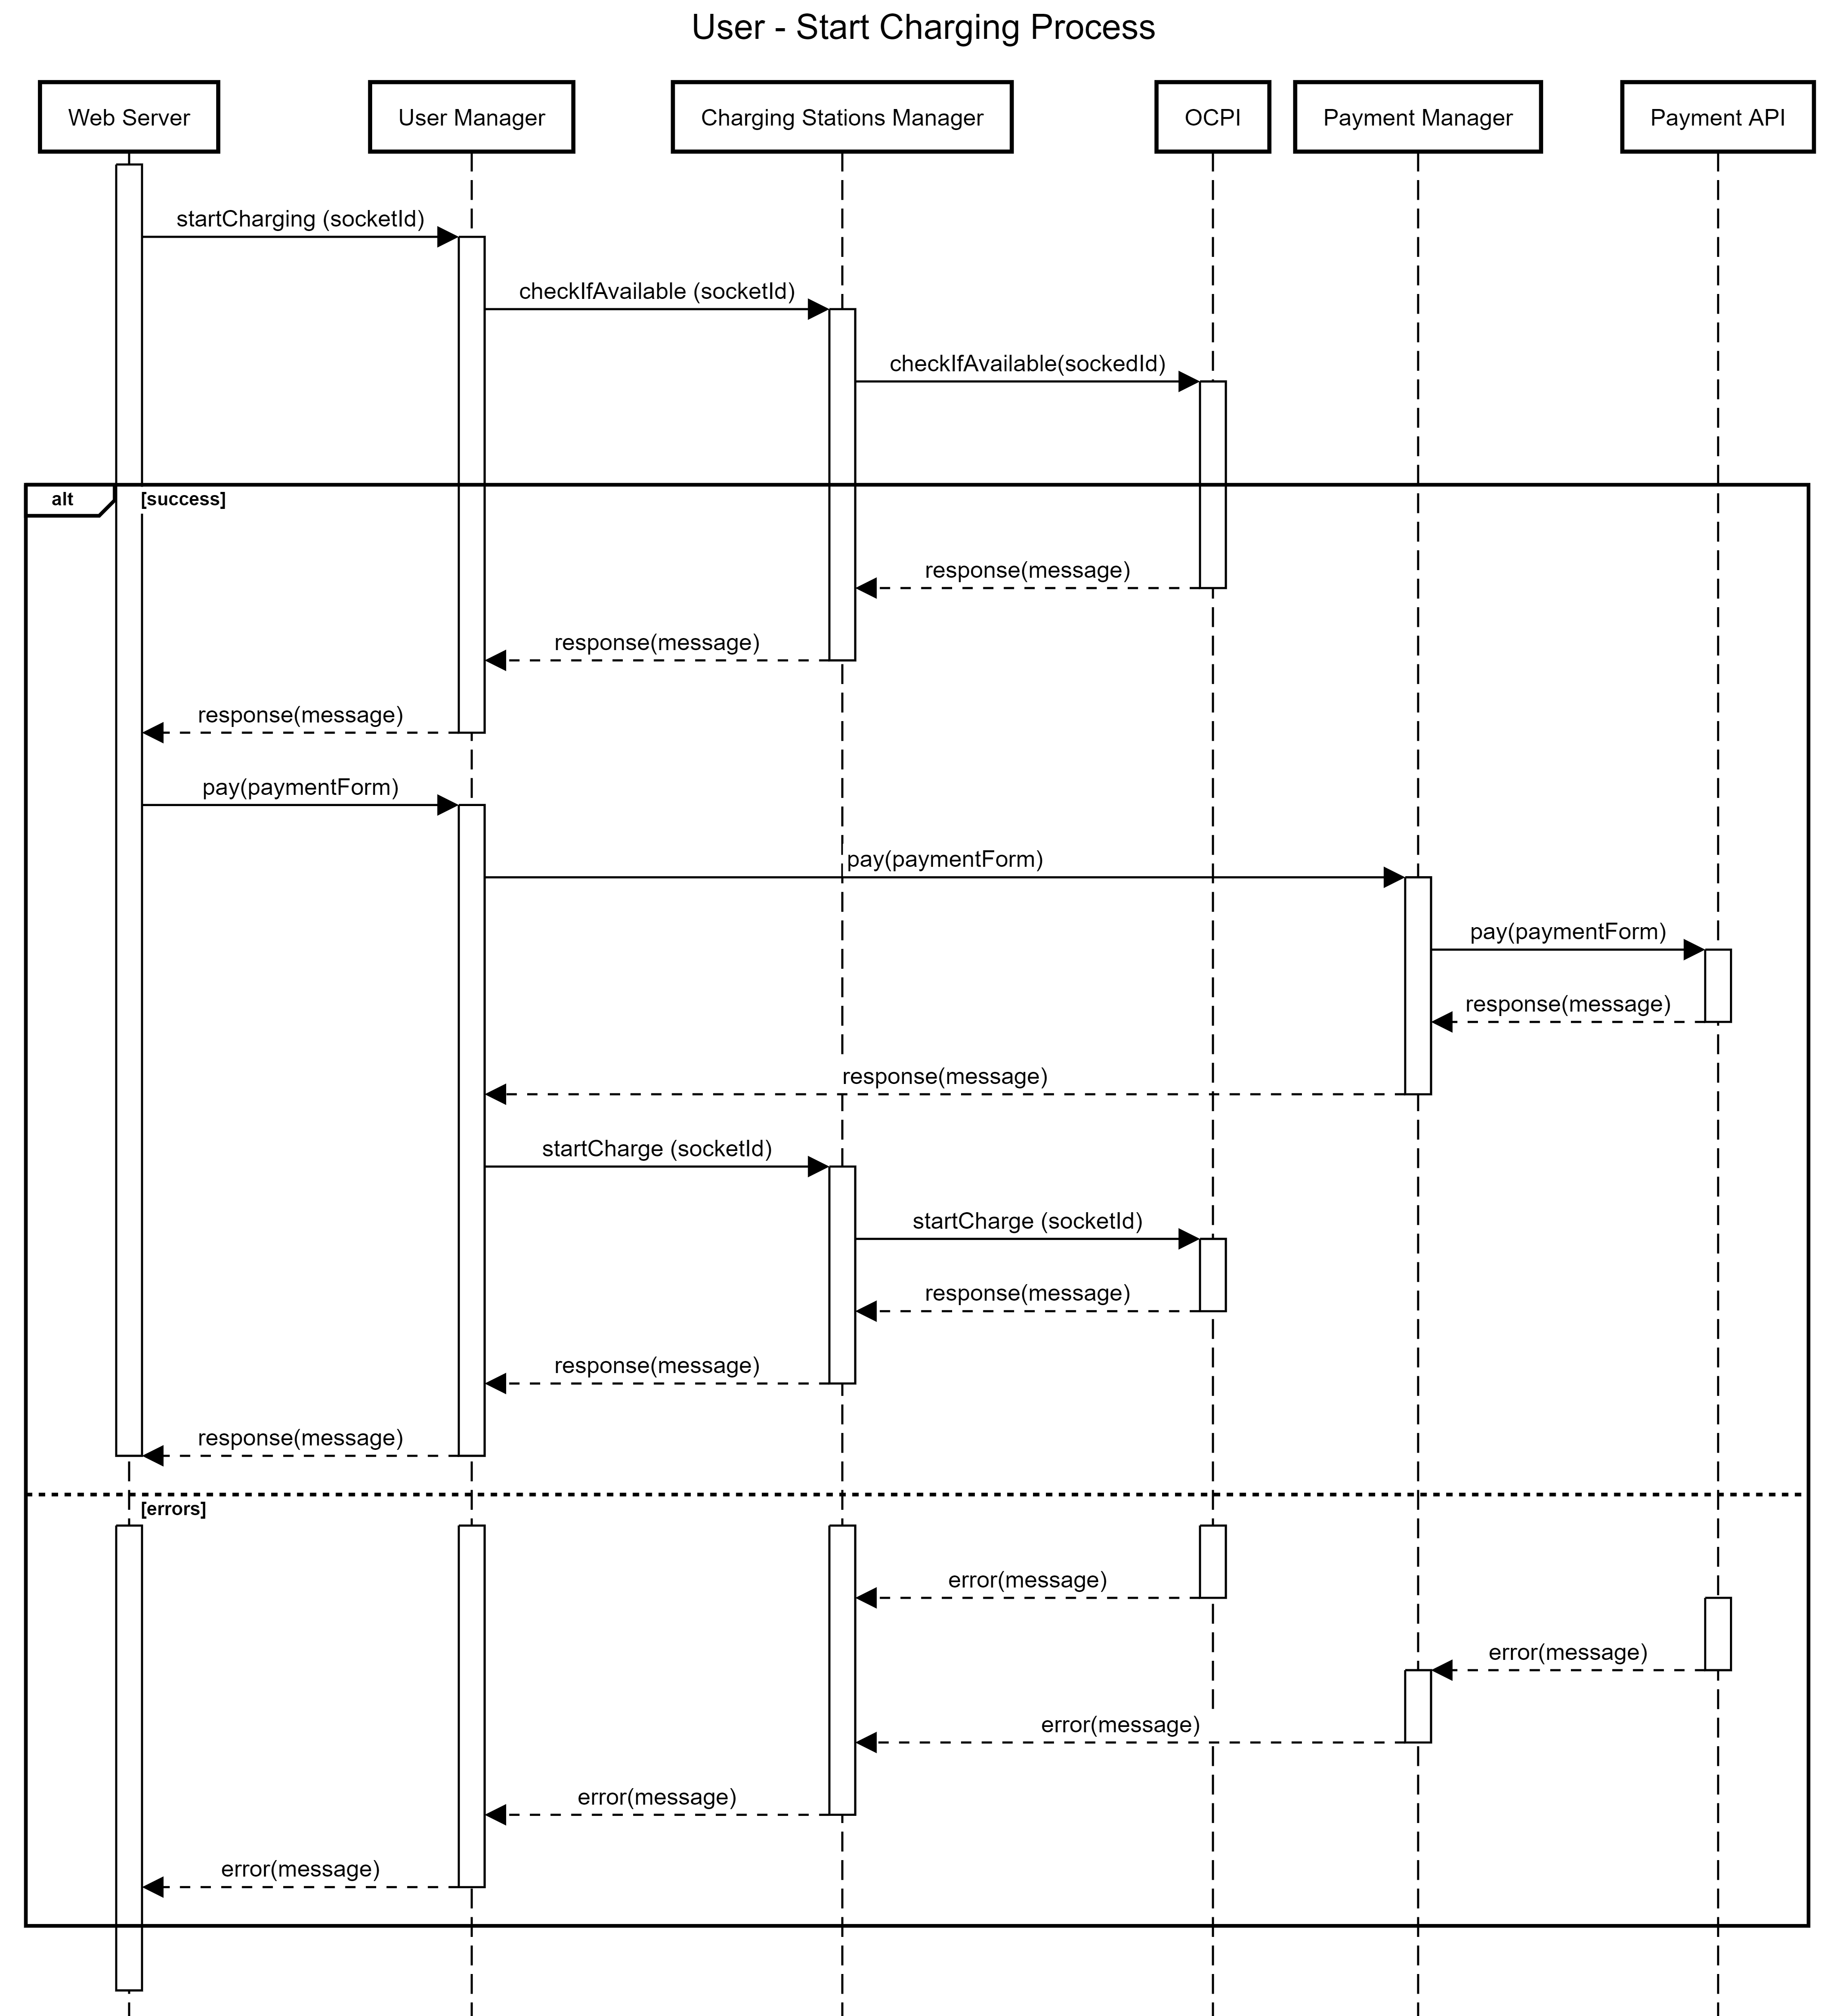 User - Start Charging Process
Web Server
User Manager
Charging Stations Manager
OCPI
Payment Manager
Payment API
startCharging (socketId)
checkIfAvailable (socketId)
checkIfAvailable(sockedId)
alt
[success]
response(message)
response(message)
response(message)
pay(paymentForm)
pay(paymentForm)
pay(paymentForm)
response(message)
response(message)
startCharge (socketId)
startCharge (socketId)
response(message)
response(message)
response(message)
[errors]
error(message)
error(message)
error(message)
error(message)
error(message)